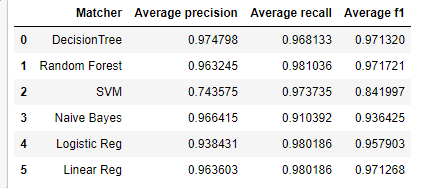 Matcher Average precision Average recall Average f1
0 DecisionTree 0.974798 0.968133 0.971320
1 Random Forest 0.963245 0.981036 0.971721
2 SVM 0.743575 0.973735 0.841997
3 Naive Bayes 0.966415 0.910392 0.936425
4 Logistic Reg 0.938431 0.980186 0.957903
5 Linear Reg 0.963603 0.980186 0.971268